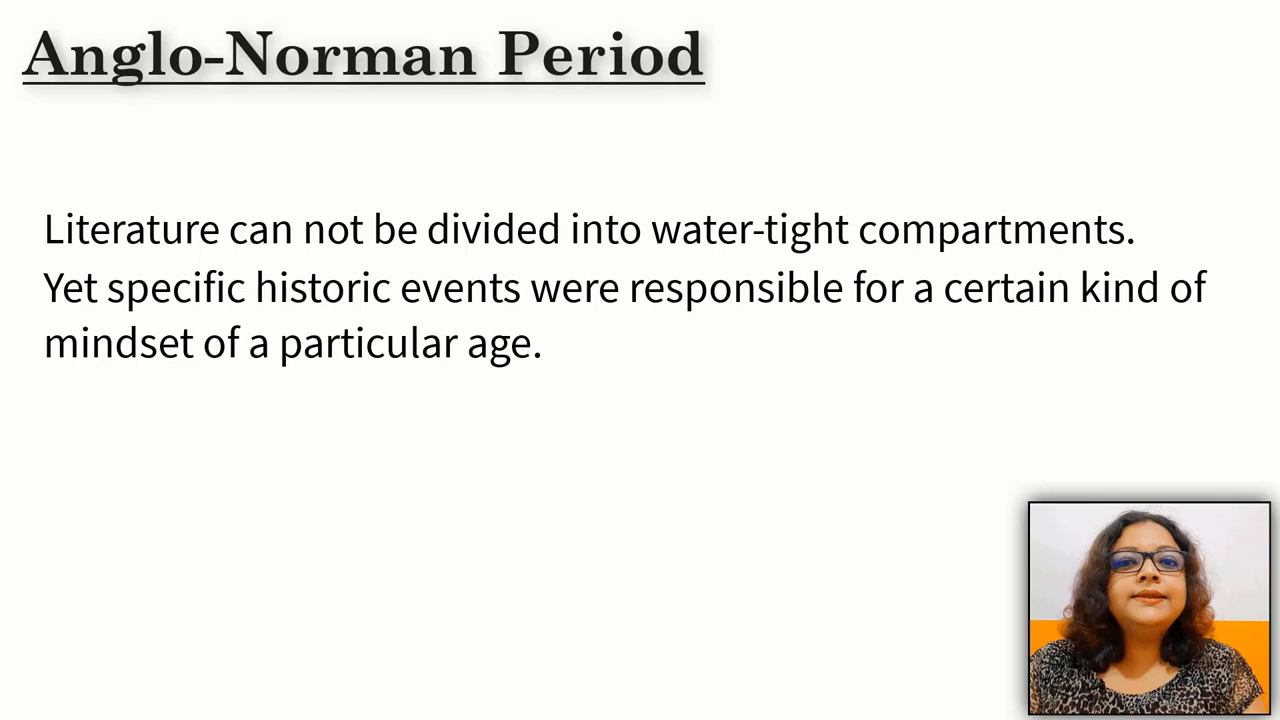 Anglo-Norman Period
Literature can not be divided into water-tight compartments.
Yet specific historic events were responsible for a certain kind of
mindset of a particular age.